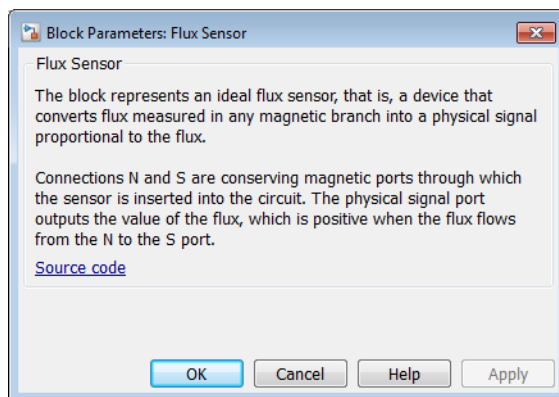 Block Parameters: Flux Sensor
Flux Sensor
The block represents an ideal flux sensor, that is, a device that
converts flux measured in any magnetic branch into a physical signal
proportional to the flux.
Connections N and S are conserving magnetic ports through which
the sensor is inserted into the circuit. The physical signal port
outputs the value of the flux, which is positive when the flux flows
from the N to the S port.
Source code
OK Cancel Help Apply